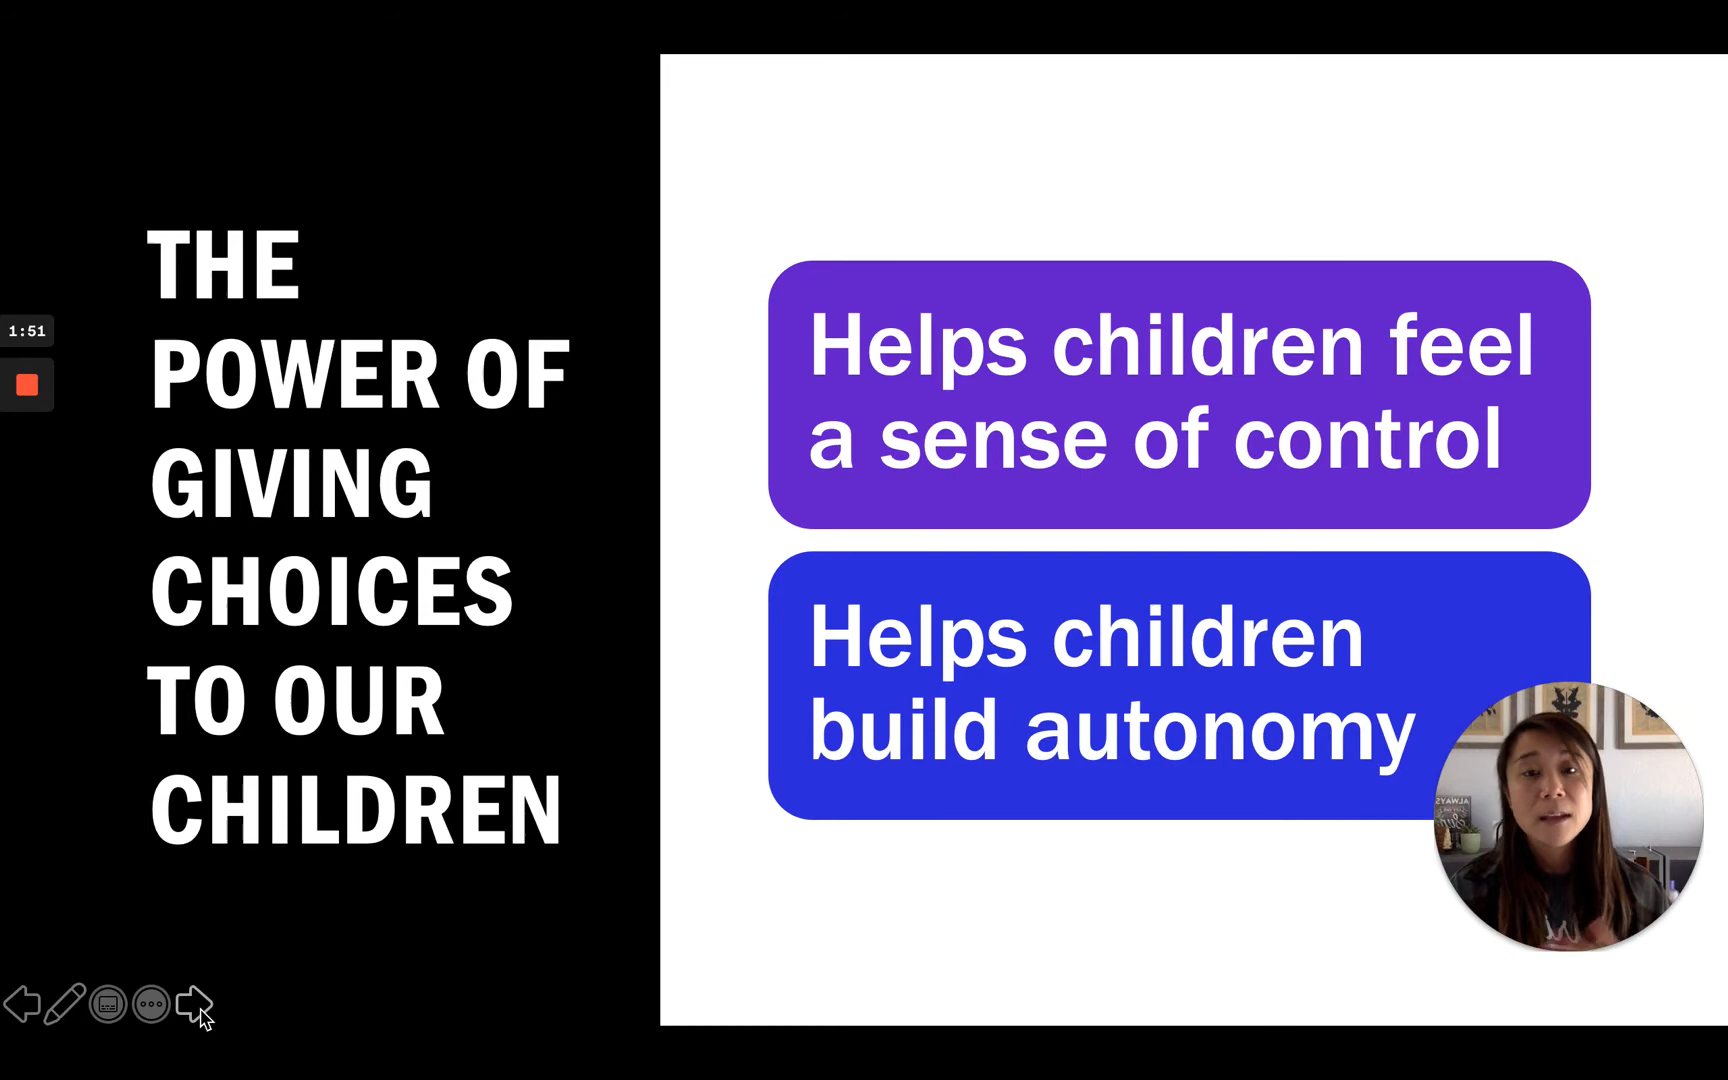 THE
POWER OF
GIVING
CHOICES
TO OUR
CHILDREN
1:51
Helps children feel
a sense of control
Helps children
build autonomy
ALWAYS